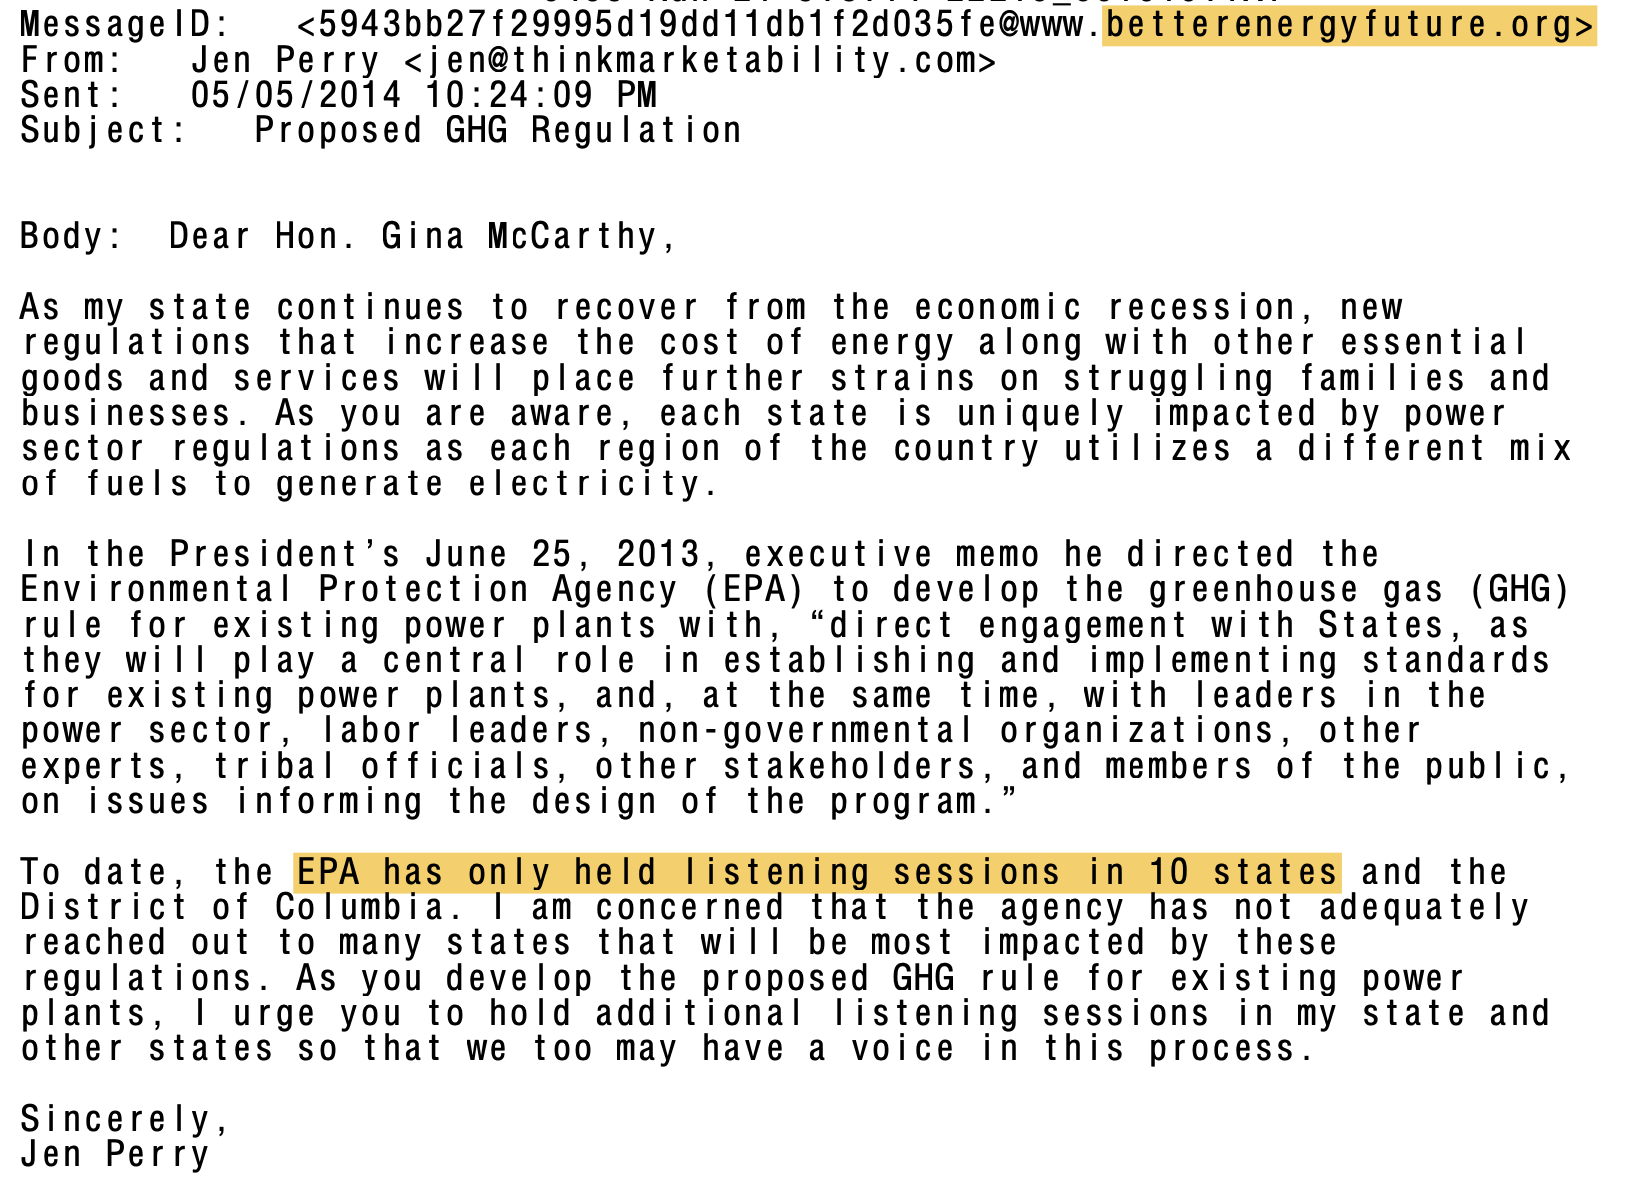 MessageID: <5943bb27f29995d19dd11db1f2d035fe@www.betterenergyfuture.org>
From: Jen Perry <jen@thinkmarketability.com>
Sent: 05/05/2014 10:24:09 PM
Subject: Proposed GHG Regulation
Body: Dear Hon. Gina McCarthy,
As my state continues to recover from the economic recession, new
regulations that increase the cost of energy along with other essential
goods and services will place further strains on struggling families and
businesses. As you are aware, each state is uniquely impacted by power
sector regulations as each region of the country utilizes a different mix
of fuels to generate electricity.
In the President’s June 25, 2013, executive memo he directed the
Environmental Protection Agency (EPA) to develop the greenhouse gas (GHG)
rule for existing power plants with, “direct engagement with States, as
they will play a central role in establishing and implementing standards
for existing power plants, and, at the same time, with leaders in the
power sector, labor leaders, non-governmental organizations, other
experts, tribal officials, other stakeholders, and members of the public,
on issues informing the design of the program.”
To date, the EPA has only held listening sessions in 10 states and the
District of Columbia. I am concerned that the agency has not adequately
reached out to many states that will be most impacted by these
regulations. As you develop the proposed GHG rule for existing power
plants, I urge you to hold additional listening sessions in my state and
other states so that we too may have a voice in this process.
Sincerely,
Jen Perry